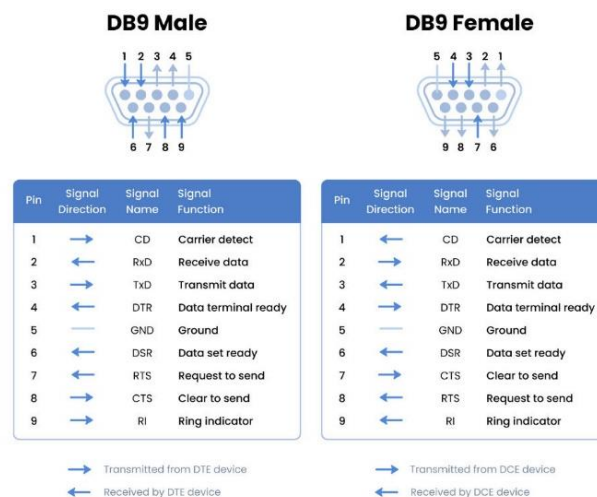 DB9 Male
1 2 3 4 5
6 7 8 9
Pin Signal Direction Signal Name Signal Function
1 CD Carrier detect
2 RxD Receive data
3 TxD Transmit data
4 DTR Data terminal ready
5 GND Ground
6 DSR Data set ready
7 RTS Request to send
8 CTS Clear to send
9 RI Ring indicator
Transmitted from DTE device
Received by DTE device
DB9 Female
5 4 3 2 1
9 8 7 6
Pin Signal Direction Signal Name Signal Function
1 CD Carrier detect
2 RxD Receive data
3 TxD Transmit data
4 DTR Data terminal ready
5 GND Ground
6 DSR Data set ready
7 CTS Clear to send
8 RTS Request to send
9 RI Ring indicator
Transmitted from DCE device
Received by DCE device